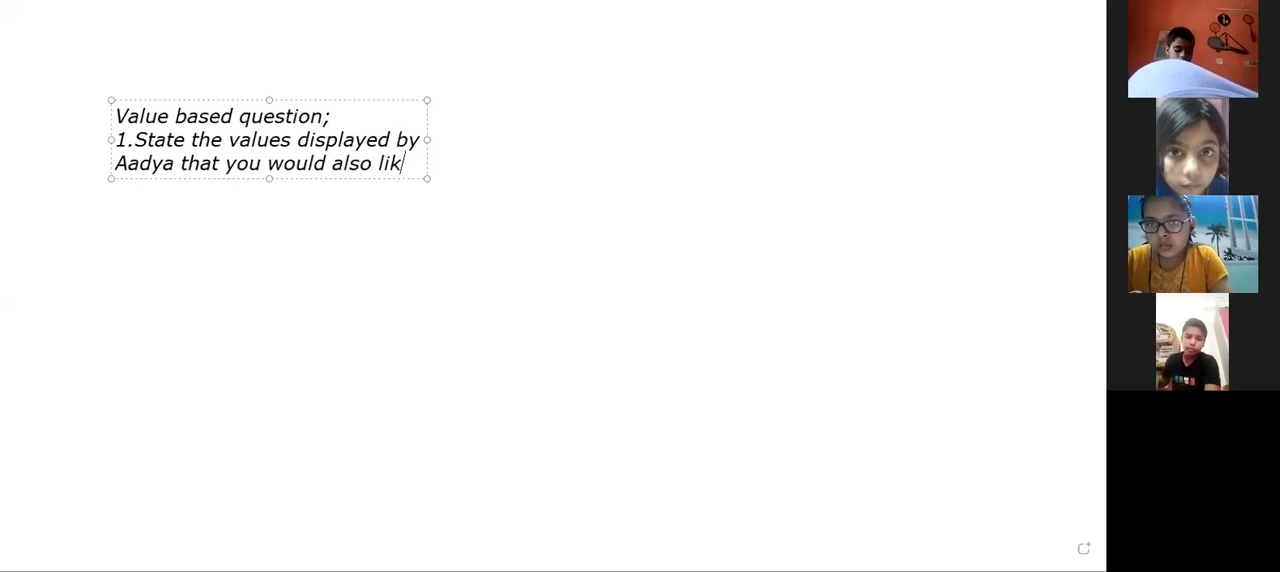 Value based question;
1.State the values displayed by
Aadya that you would also lik